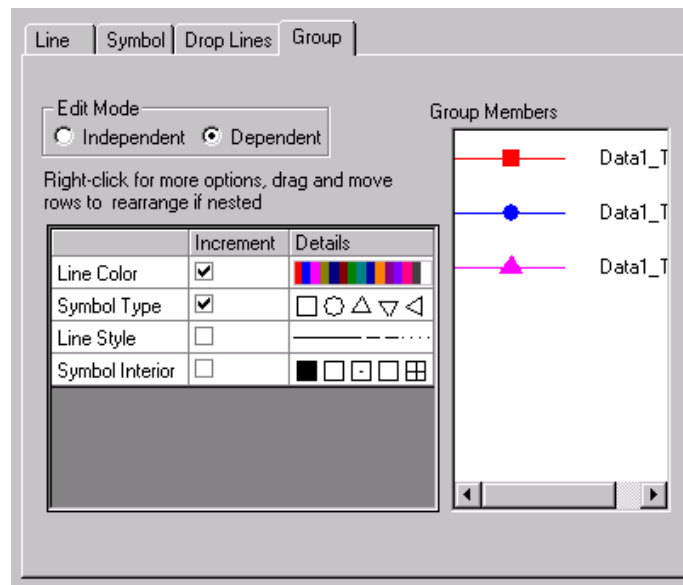 Line Symbol Drop Lines Group
Edit Mode
Independent Dependent
Group Members
Right-click for more options, drag and move
rows to rearrange if nested
Increment Details
Line Color
Symbol Type
Line Style
Symbol Interior
Data1_T
Data1_T
Data1_T